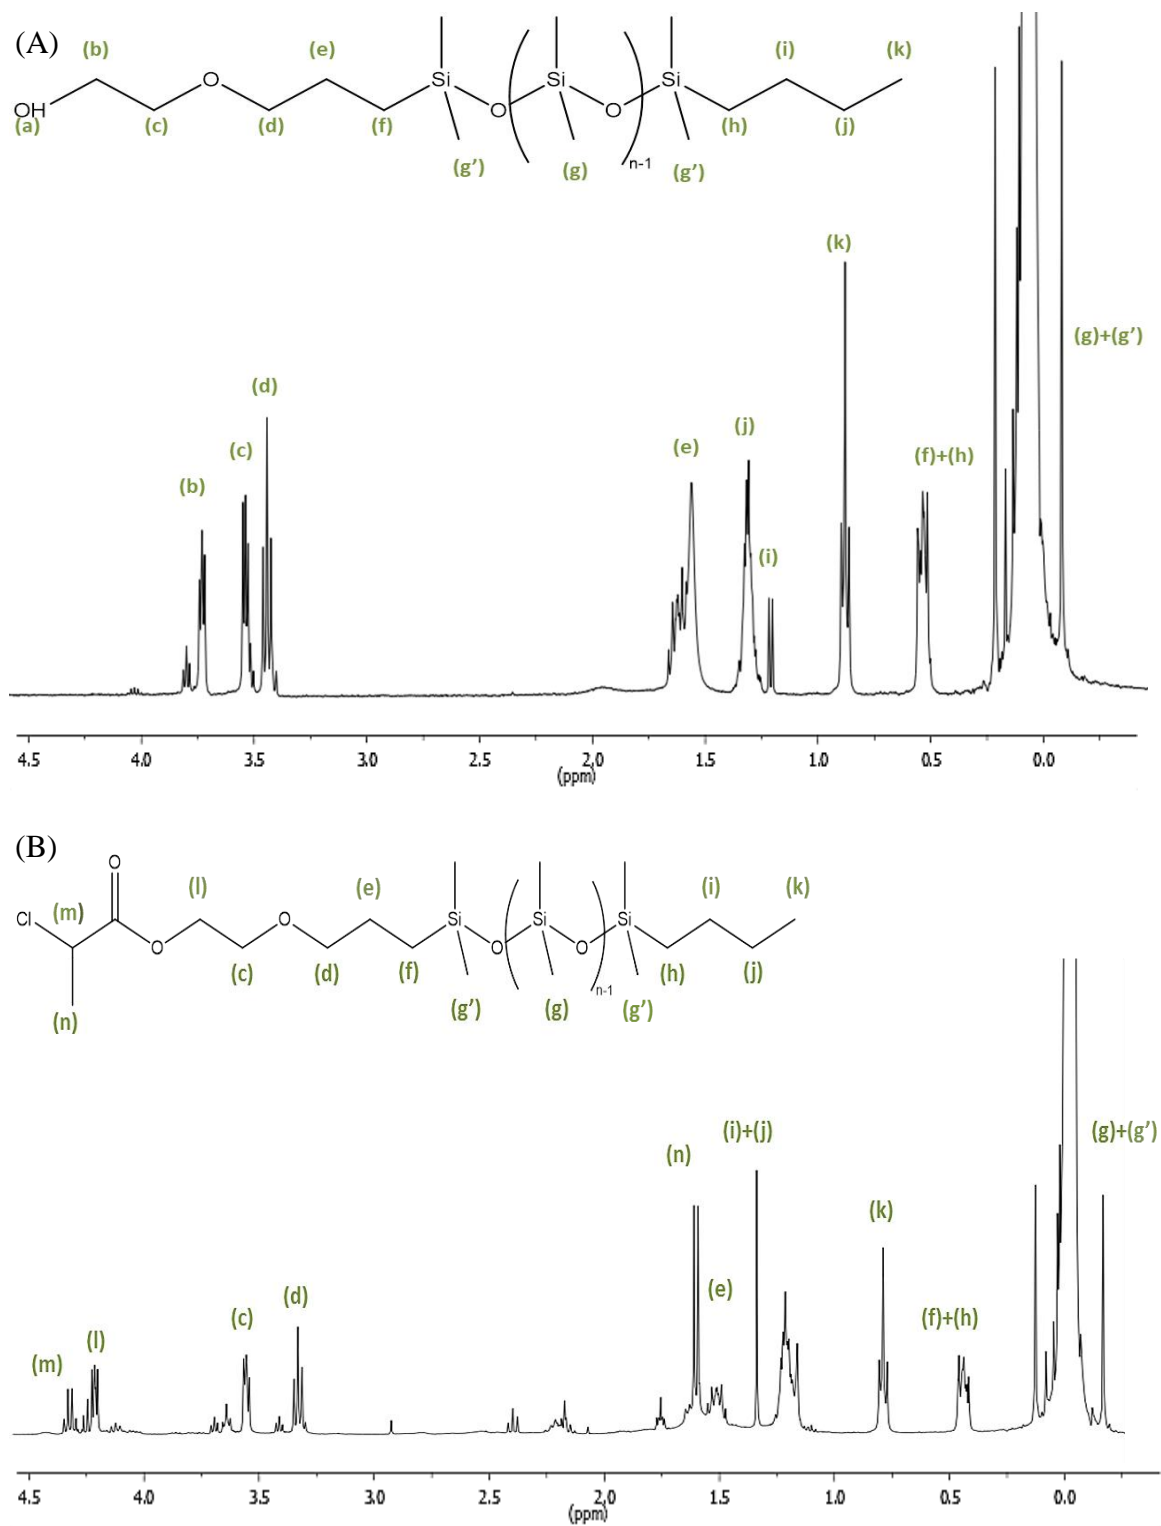 (A)
(b) (e) (i) (k)
OH O Si O Si O Si
n-1
(a) (c) (d) (f) (g') (g) (g') (h) (j)
(k)
(g)+(g’)
(d)
(j)
(c) (e) (f)+(h)
(b)
(i)
4.5 4.0 3.5 3.0 2.5 2.0 1.5 1.0 0.5 0.0
(ppm)
(B)
O
(l) (e) (i) (k)
Cl (m) O O Si O Si O Si
n-1
(c) (d) (f) (h) (j)
(n) (g’) (g) (g’)
(n) (i)+(j) (g)+(g’)
(k)
(m) (l) (c) (d) (e) (f)+(h)
4.5 4.0 3.5 3.0 2.5 2.0 1.5 1.0 0.5 0.0
(ppm)